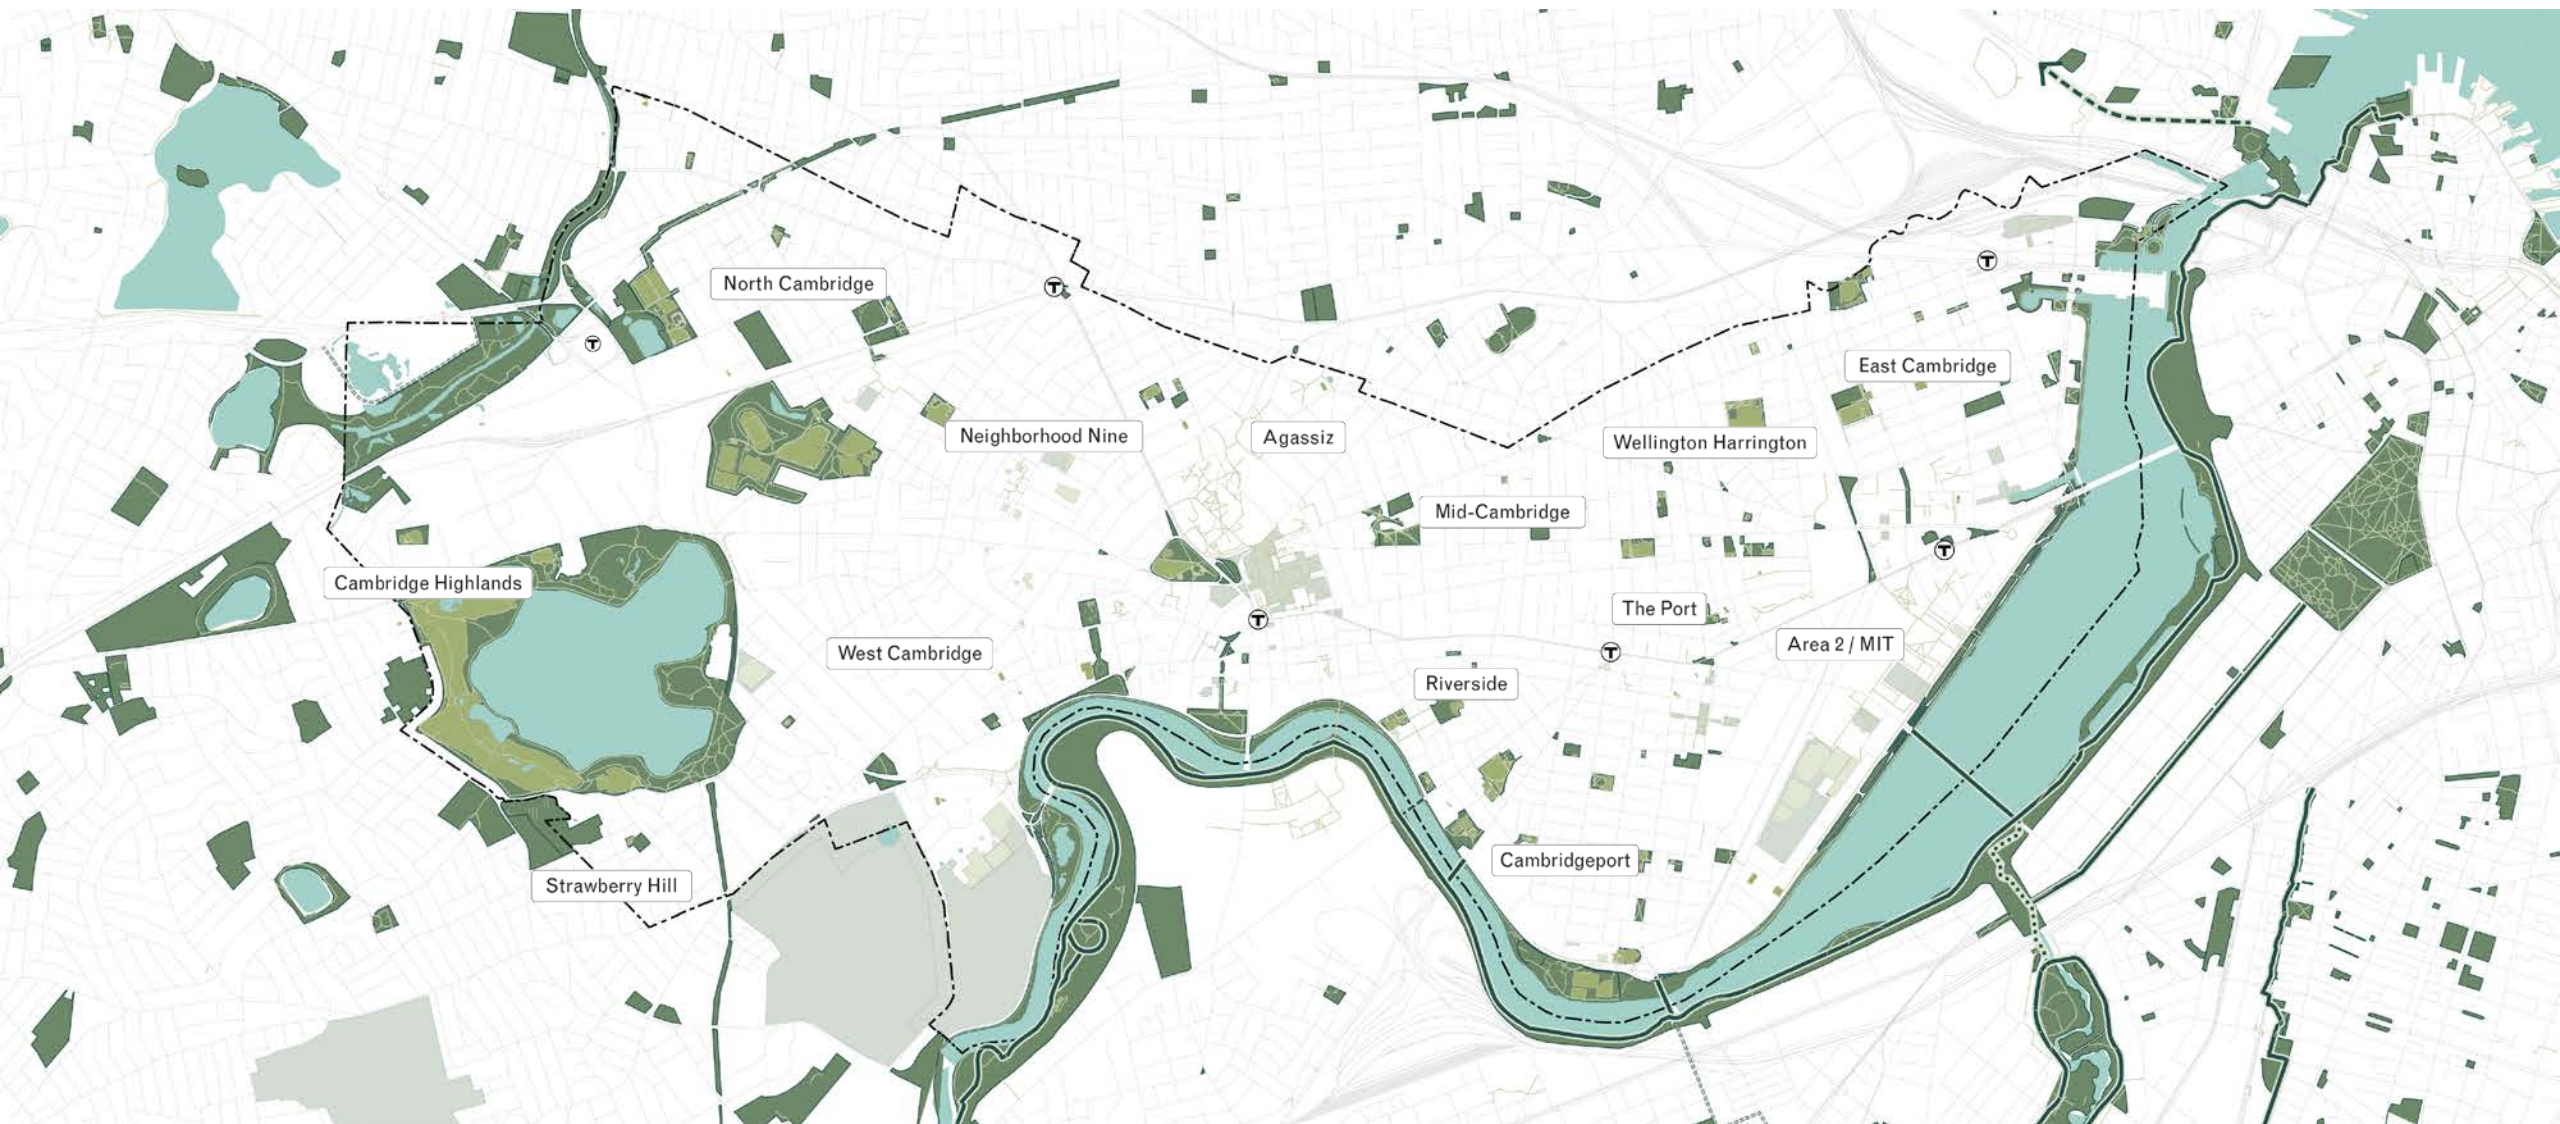 North Cambridge
East Cambridge
Neighborhood Nine
Agassiz
Wellington Harrington
Mid-Cambridge
Cambridge Highlands
The Port
West Cambridge
Area 2 / MIT
Riverside
Cambridgeport
Strawberry Hill
T
T
T
T
T
T